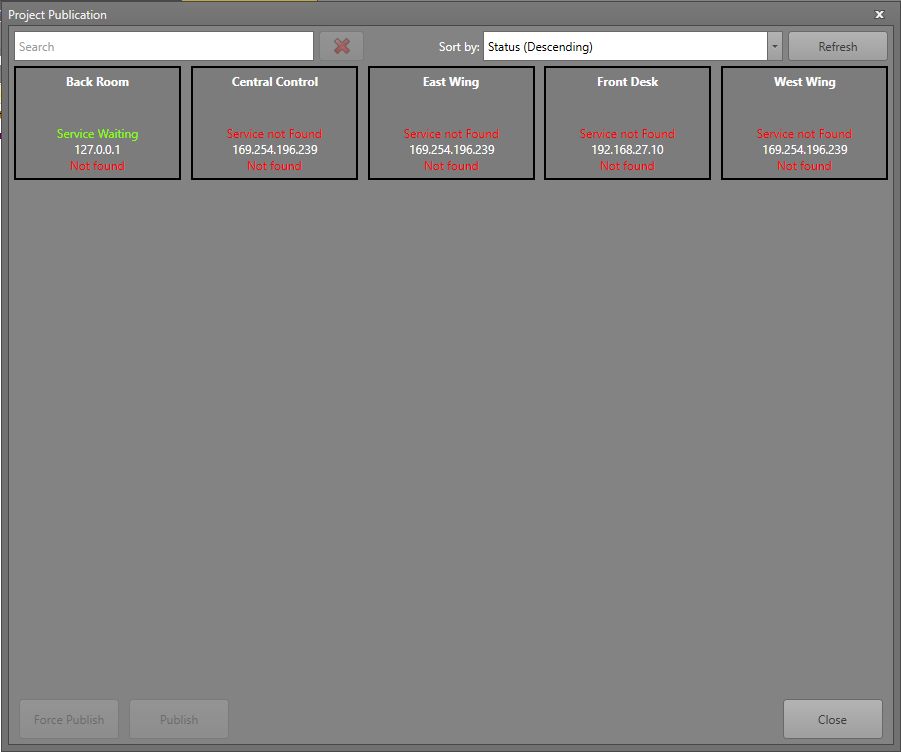 Project Publication
Search
Sort by:
Status (Descending)
Refresh
Back Room
Service Waiting
127.0.0.1
Not found
Central Control
Service not Found
169.254.196.239
Not found
East Wing
Service not Found
169.254.196.239
Not found
Front Desk
Service not Found
192.168.27.10
Not found
West Wing
Service not Found
169.254.196.239
Not found
Force Publish
Publish
Close